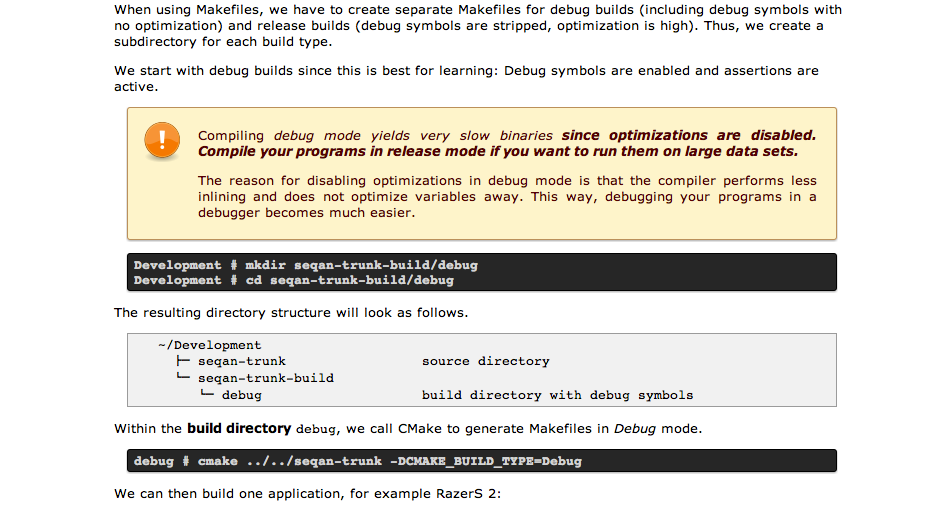 When using Makefiles, we have to create separate Makefiles for debug builds (including debug symbols with
no optimization) and release builds (debug symbols are stripped, optimization is high). Thus, we create a
subdirectory for each build type.
We start with debug builds since this is best for learning: Debug symbols are enabled and assertions are
active.
Compiling debug mode yields very slow binaries since optimizations are disabled.
Compile your programs in release mode if you want to run them on large data sets.
The reason for disabling optimizations in debug mode is that the compiler performs less
inlining and does not optimize variables away. This way, debugging your programs in a
debugger becomes much easier.
Development # mkdir seqan-trunk-build/debug
Development # cd seqan-trunk-build/debug
The resulting directory structure will look as follows.
~/Development
├─ seqan-trunk source directory
└─ seqan-trunk-build
└─ debug build directory with debug symbols
Within the build directory debug, we call CMake to generate Makefiles in Debug mode.
debug # cmake ../../seqan-trunk -DCMAKE_BUILD_TYPE=Debug
We can then build one application, for example RazerS 2: